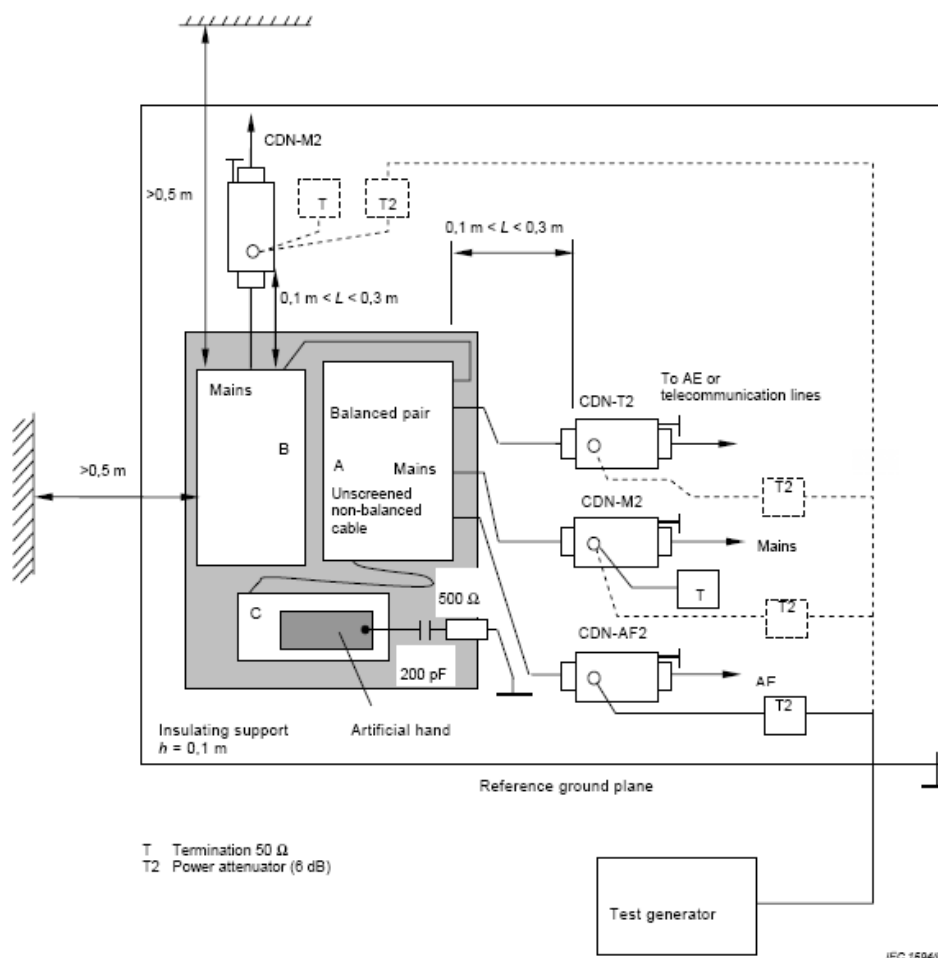 CDN-M2
>0,5 m
T
T2
0,1 m < L < 0,3 m
0,1 m < L < 0,3 m
Mains
B
Balanced pair
A
Mains
Unscreened
non-balanced
cable
To AE or
telecommunication lines
CDN-T2
T2
>0,5 m
CDN-M2
Mains
T
T2
C
500 Ω
200 pF
CDN-AF2
AE
T2
Insulating support
h = 0,1 m
Artificial hand
Reference ground plane
T Termination 50 Ω
T2 Power attenuator (6 dB)
Test generator